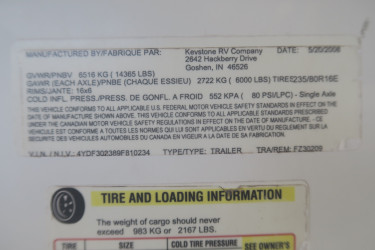 MANUFACTURED BY/FABRIQUE PAR: Keystone RV Company DATE: 5/20/2008
2642 Hackberry Drive
Goshen, IN 46526
GVWR/PNBV 6516 KG ( 14365 LBS)
GAWR (EACH AXLE)/PNBE (CHAQUE ESSIEU) 2722 KG ( 6000 LBS) TIRE T235/80R16E
RIMS/JANTE: 16x6
COLD INFL. PRESS./PRESS. DE GONFL. A FROID 552 KPA ( 80 PSI/LPC) - Single Axle
THIS VEHICLE CONFORMS TO ALL APPLICABLE U.S. FEDERAL MOTOR VEHICLE SAFETY STANDARDS IN EFFECT ON THE
DATE OF MANUFACTURE SHOWN ABOVE. THIS VEHICLE CONFORMS TO ALL APPLICABLE STANDARDS PRESCRIBED
UNDER THE CANADIAN MOTOR VEHICLE SAFETY REGULATIONS IN EFFECT ON THE DATE OF MANUFACTURE - CE
VEHICULE EST CONFORME A TOUTES LES NORMES QUI LUI SONT APPLICABLES EN VERTU DU REGLEMENT SUR LA
SECURITE DES VEHICULES AUTOMOBILES DU CANADA EN VIGUEUR A LA DATE DE SA FABRICATION
V.I.N. / N.I.V.: 4YDF302389F810234 TYPE/TYPE: TRAILER TRA/REM: FZ30209
TIRE AND LOADING INFORMATION
The weight of cargo should never
exceed 983 KG or 2167 LBS.
TIRE SIZE COLD TIRE PRESSURE SEE OWNER'S